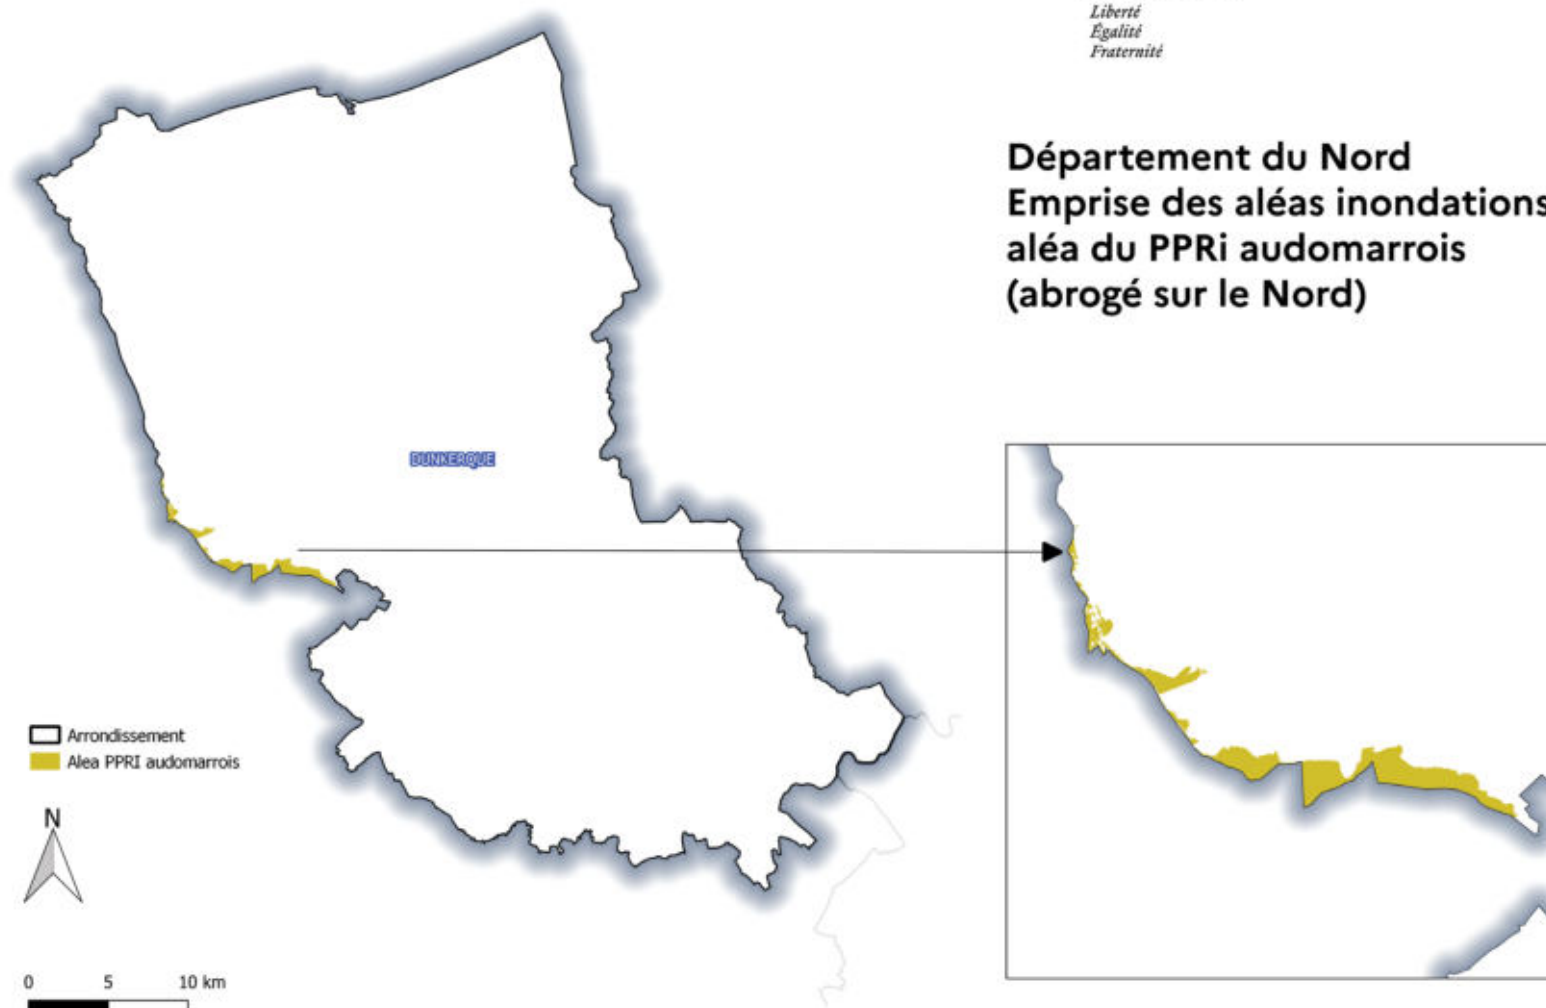 Liberté
Égalité
Fraternité
Département du Nord
Emprise des aléas inondations
aléa du PPRi audomarrois
(abrogé sur le Nord)
DUNKERQUE
Arrondissement
Alea PPRI audomarrois
N
0 5 10 km